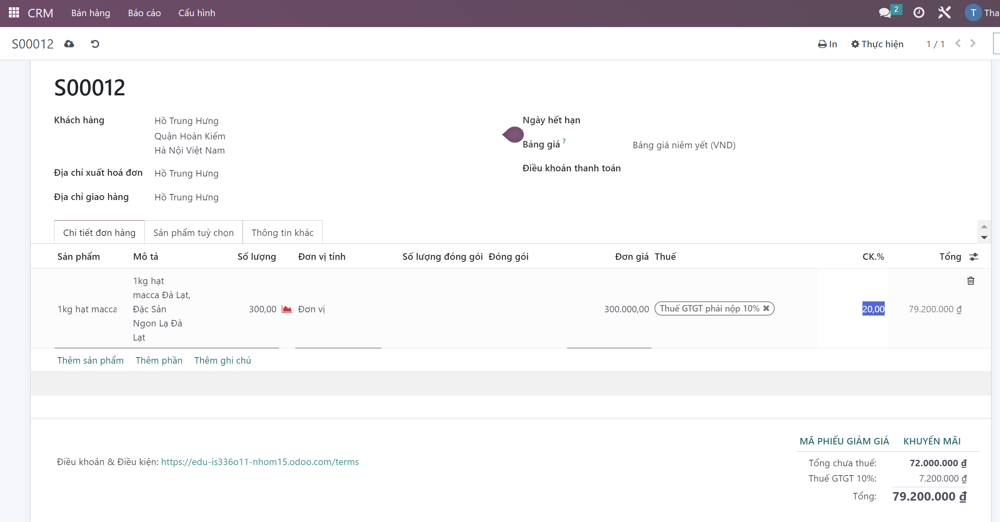 CRM Bán hàng Báo cáo Cấu hình 2 T Tha
S00012 In Thực hiện 1 / 1
S00012
Khách hàng Hồ Trung Hưng
Quận Hoàn Kiếm
Hà Nội Việt Nam
Địa chỉ xuất hoá đơn Hồ Trung Hưng
Địa chỉ giao hàng Hồ Trung Hưng
Ngày hết hạn
Bảng giá ? Bảng giá niêm yết (VND)
Điều khoản thanh toán
Chi tiết đơn hàng Sản phẩm tuỳ chọn Thông tin khác
Sản phẩm Mô tả Số lượng Đơn vị tính Số lượng đóng gói Đóng gói Đơn giá Thuế CK.% Tổng
1kg hạt macca
1kg hạt
macca Đà Lạt,
Đặc Sản
Ngon Lạ Đà
Lạt
300,00 Đơn vị 300.000,00 Thuế GTGT phải nộp 10% 20,00 79.200.000 ₫
Thêm sản phẩm Thêm phần Thêm ghi chú
MÃ PHIẾU GIẢM GIÁ KHUYẾN MÃI
Điều khoản & Điều kiện: https://edu-is336o11-nhom15.odoo.com/terms
Tổng chưa thuế: 72.000.000 ₫
Thuế GTGT 10%: 7.200.000 ₫
Tổng: 79.200.000 ₫